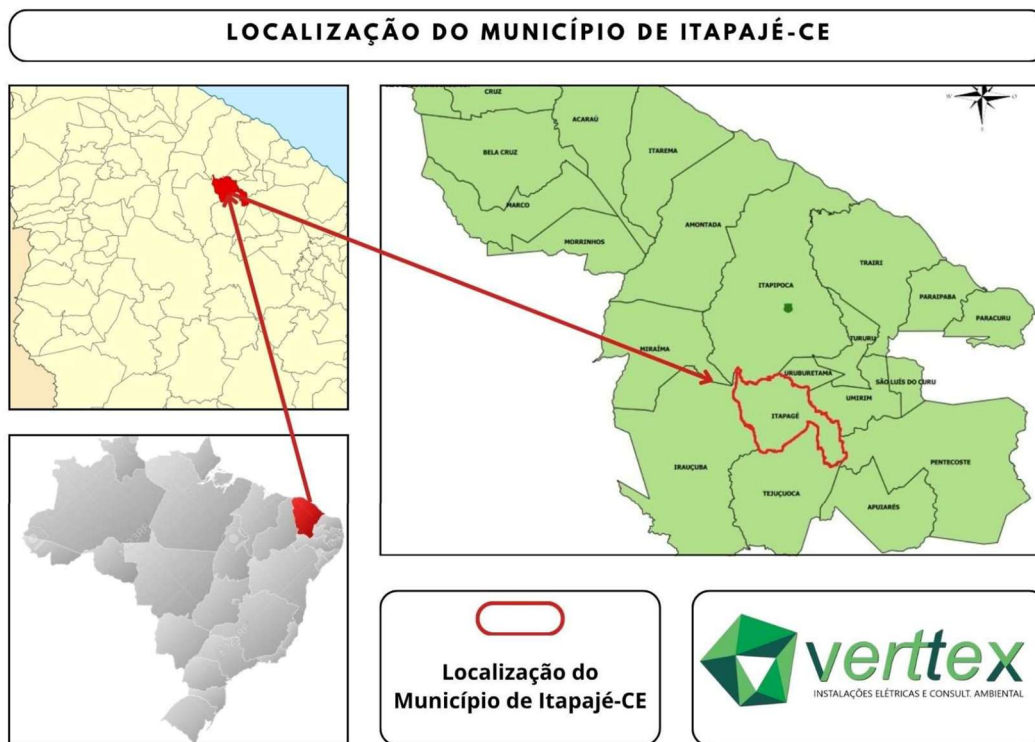 LOCALIZAÇÃO DO MUNICÍPIO DE ITAPAJÉ-CE
CRUZ
ACARAÚ
BELA CRUZ
ITAREMA
MARCO
MORRINHOS
AMONTADA
TRAIRI
ITAPIPOCA
PARAIPABA
PARACURU
TURURU
MIRAÍMA
URUBURETAMA
SÃO LUÍS DO CURU
UMIRIM
ITAPAGÉ
IRAUÇUBA
PENTECOSTE
TEJUÇUOCA
APUIARÉS
Localização do
Município de Itapajé-CE
verttex
INSTALAÇÕES ELÉTRICAS E CONSULT. AMBIENTAL